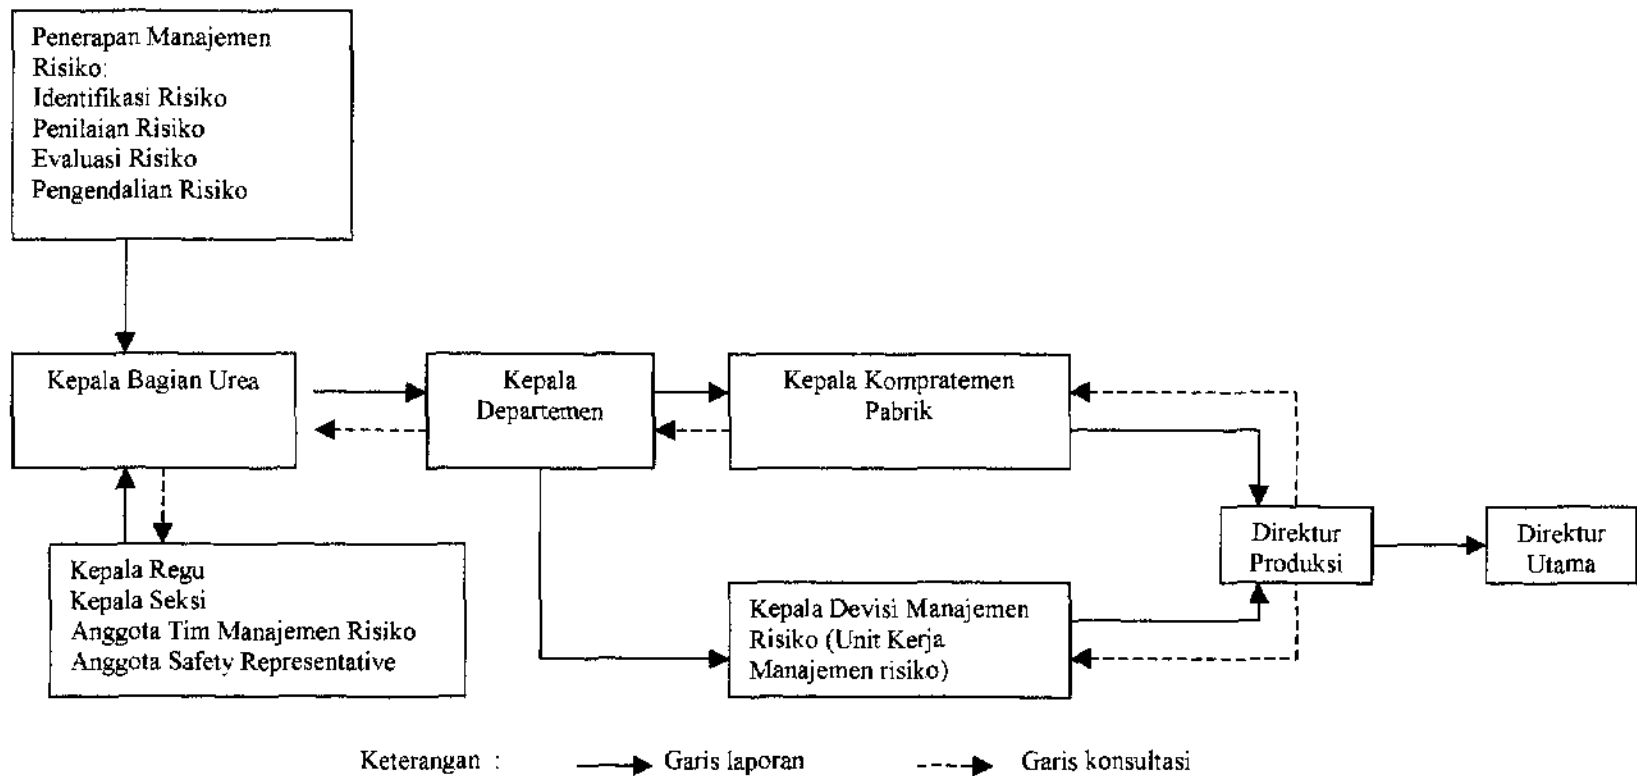 Penerapan Manajemen
Risiko:
Identifikasi Risiko
Penilaian Risiko
Evaluasi Risiko
Pengendalian Risiko
Kepala Bagian Urea
Kepala
Departemen
Kepala Kompratemen
Pabrik
Kepala Regu
Kepala Seksi
Anggota Tim Manajemen Risiko
Anggota Safety Representative
Kepala Devisi Manajemen
Risiko (Unit Kerja
Manajemen risiko)
Direktur
Produksi
Direktur
Utama
Keterangan :
Garis laporan
Garis konsultasi